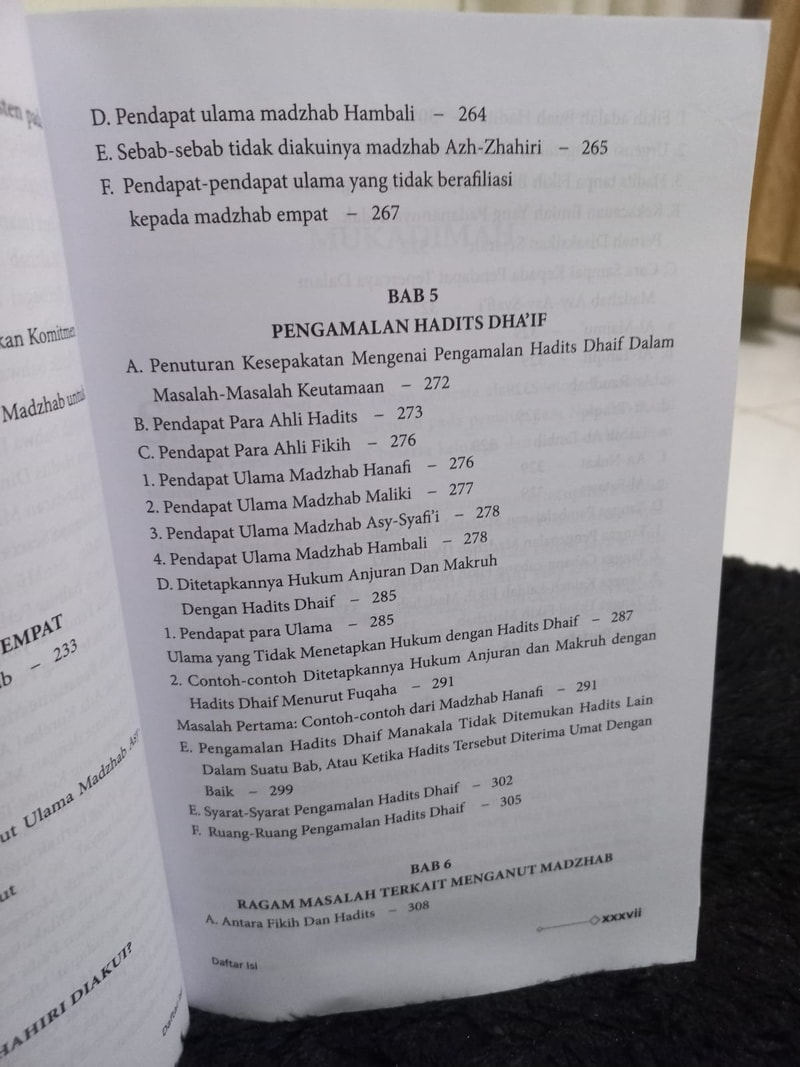 kan Komitmen
Madzhab untuk
EMPAT
b – 233
ut Ulama Madzhab Asy
ut
HAHIRI DIAKUI?
D. Pendapat ulama madzhab Hambali – 264
E. Sebab-sebab tidak diakuinya madzhab Azh-Zhahiri – 265
F. Pendapat-pendapat ulama yang tidak berafiliasi
kepada madzhab empat – 267
BAB 5
PENGAMALAN HADITS DHA’IF
A. Penuturan Kesepakatan Mengenai Pengamalan Hadits Dhaif Dalam
Masalah-Masalah Keutamaan – 272
B. Pendapat Para Ahli Hadits – 273
C. Pendapat Para Ahli Fikih – 276
1. Pendapat Ulama Madzhab Hanafi – 276
2. Pendapat Ulama Madzhab Maliki – 277
3. Pendapat Ulama Madzhab Asy-Syafi’i – 278
4. Pendapat Ulama Madzhab Hambali – 278
D. Ditetapkannya Hukum Anjuran Dan Makruh
Dengan Hadits Dhaif – 285
1. Pendapat para Ulama – 285
Ulama yang Tidak Menetapkan Hukum dengan Hadits Dhaif – 287
2. Contoh-contoh Ditetapkannya Hukum Anjuran dan Makruh dengan
Hadits Dhaif Menurut Fuqaha – 291
Masalah Pertama: Contoh-contoh dari Madzhab Hanafi – 291
E. Pengamalan Hadits Dhaif Manakala Tidak Ditemukan Hadits Lain
Dalam Suatu Bab, Atau Ketika Hadits Tersebut Diterima Umat Dengan
Baik – 299
E. Syarat-Syarat Pengamalan Hadits Dhaif – 302
F. Ruang-Ruang Pengamalan Hadits Dhaif – 305
BAB 6
RAGAM MASALAH TERKAIT MENGANUT MADZHAB
A. Antara Fikih Dan Hadits – 308
xxxvii
Daftar Isi